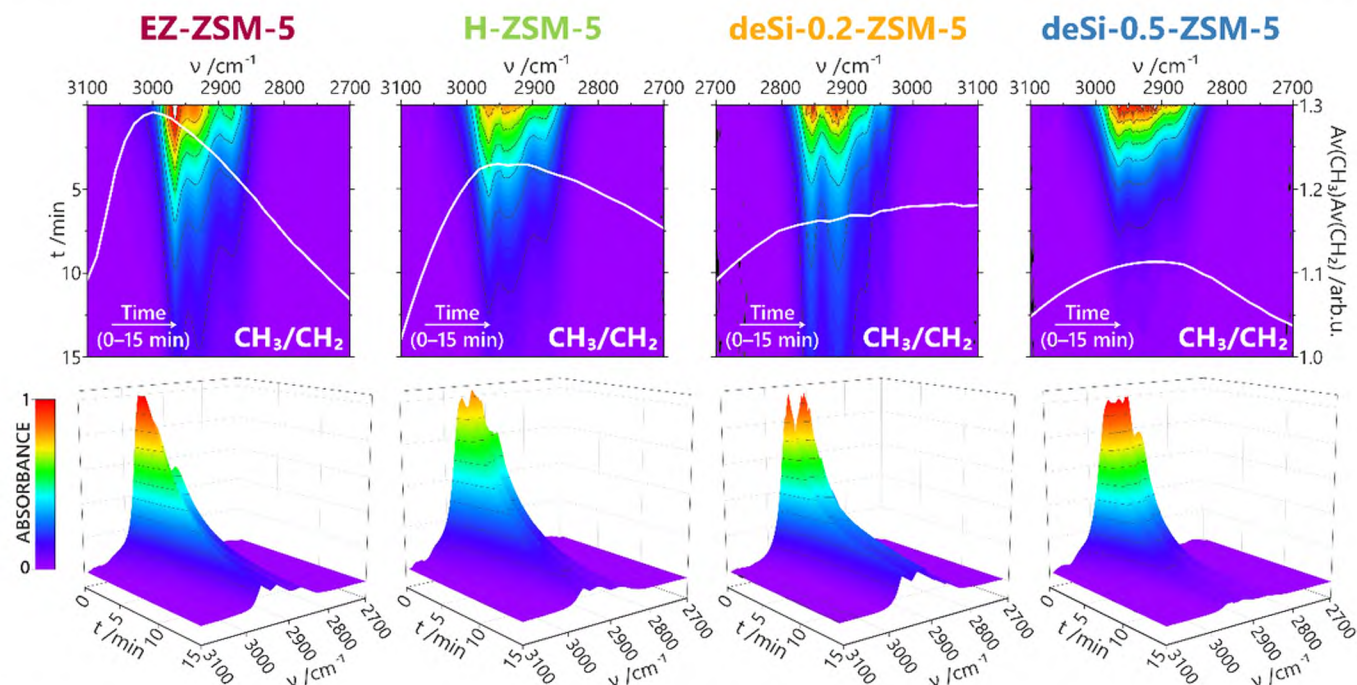 EZ-ZSM-5 H-ZSM-5 deSi-0.2-ZSM-5 deSi-0.5-ZSM-5
ν /cm⁻¹ ν /cm⁻¹ ν /cm⁻¹ ν /cm⁻¹
3100 3000 2900 2800 2700 3100 3000 2900 2800 2700 2700 2800 2900 3000 3100 3100 3000 2900 2800 2700
1.3
5
1.2
t /min
Av(CH₃)Av(CH₂) /arb.u.
10
1.1
Time Time Time Time
(0–15 min) CH₃/CH₂ (0–15 min) CH₃/CH₂ (0–15 min) CH₃/CH₂ (0–15 min) CH₃/CH₂
15
1.0
1
ABSORBANCE
0
0 5 10 15 0 5 10 15 0 5 10 15 0 5 10 15
t /min t /min t /min t /min
3100 3000 2900 2800 2700 3100 3000 2900 2800 2700 3100 3000 2900 2800 2700 3100 3000 2900 2800 2700
ν /cm⁻¹ ν /cm⁻¹ ν /cm⁻¹ ν /cm⁻¹